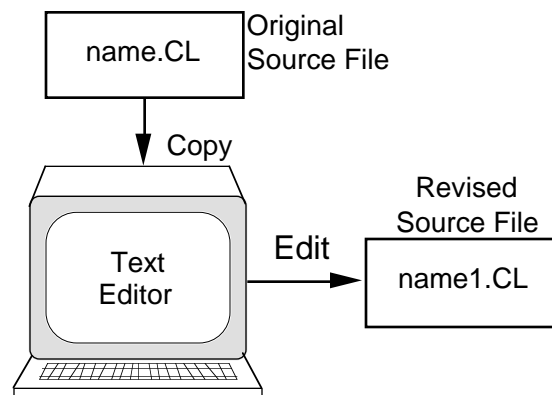 name.CL
Original
Source File
Copy
Text
Editor
Edit
Revised
Source File
name1.CL